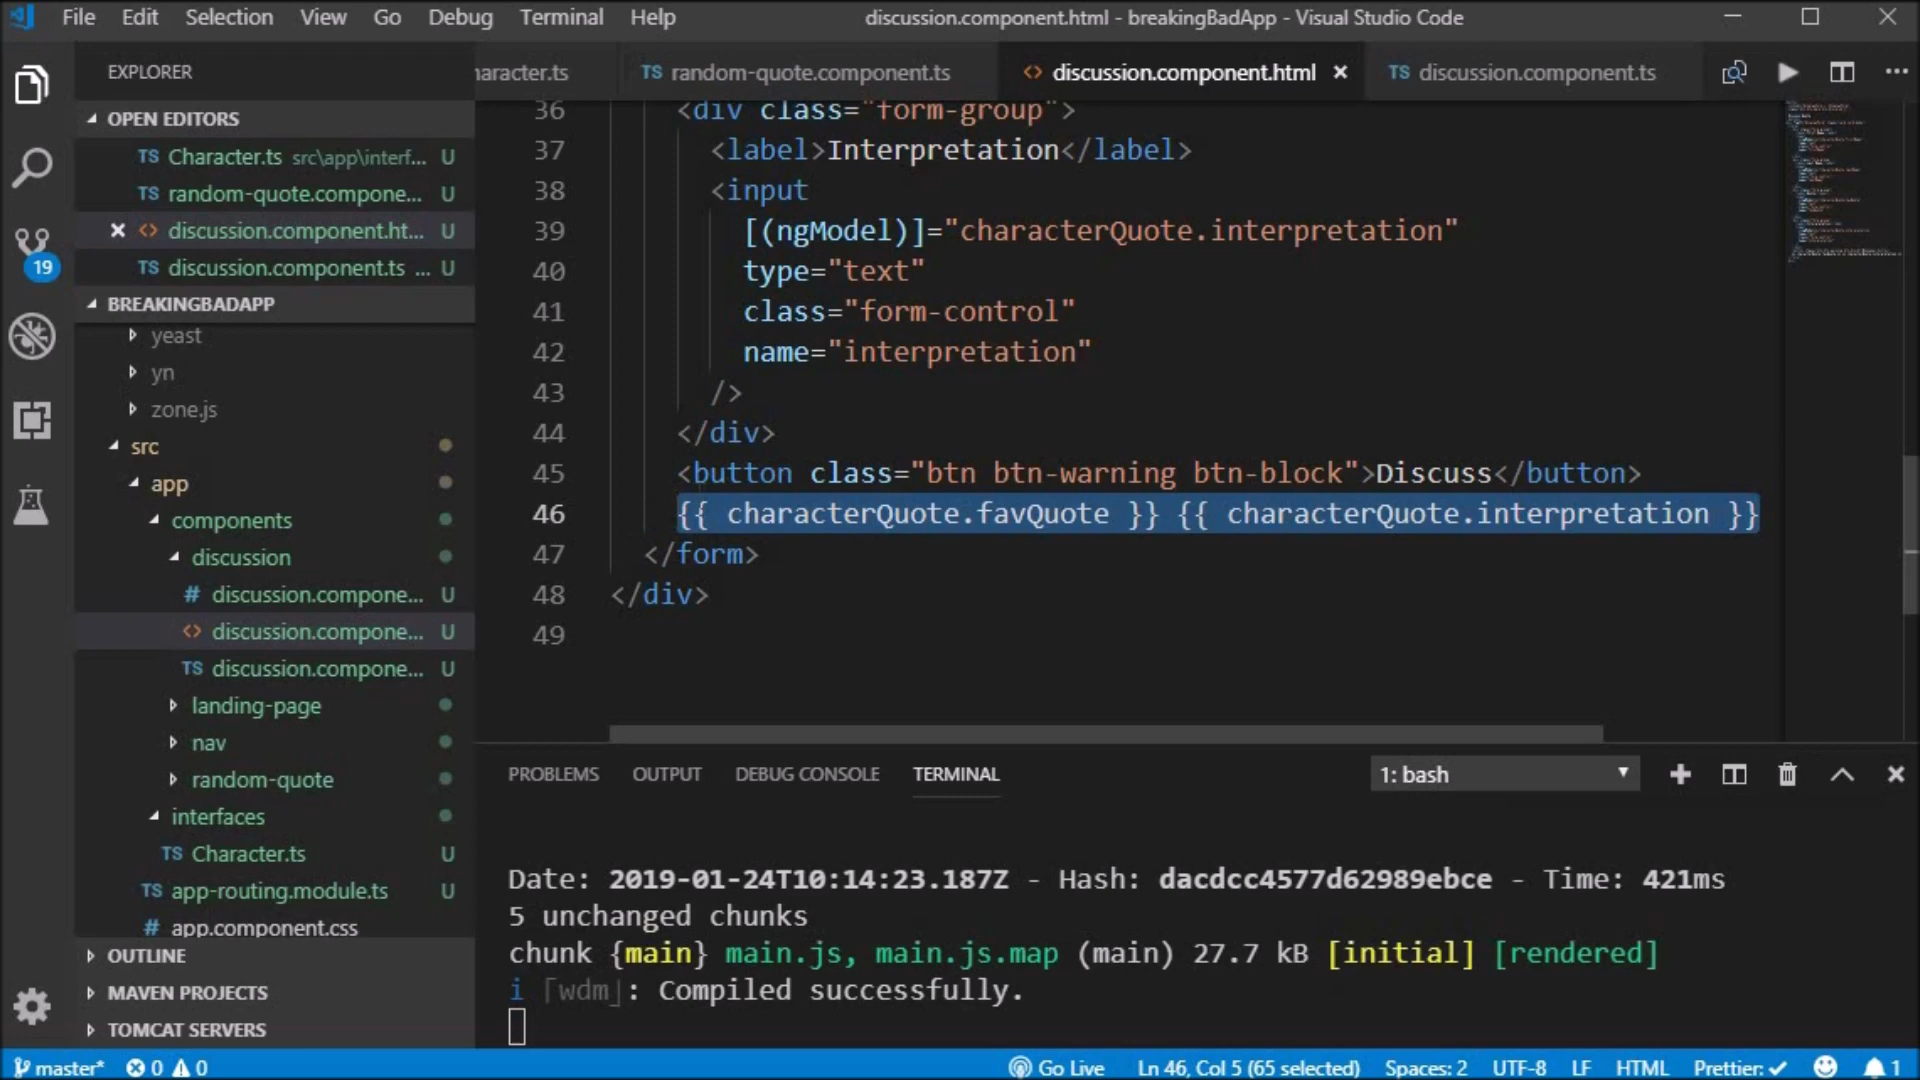 File Edit Selection View Go Debug Terminal Help discussion.component.html - breakingBadApp - Visual Studio Code
EXPLORER
OPEN EDITORS
TS Character.ts src\app\interf... U
TS random-quote.compone... U
<> discussion.component.ht... U
TS discussion.component.ts ... U
19
BREAKINGBADAPP
yeast
yn
zone.js
src
app
components
discussion
# discussion.compone... U
<> discussion.compone... U
TS discussion.compone... U
landing-page
nav
random-quote
interfaces
TS Character.ts U
TS app-routing.module.ts U
# app.component.css
OUTLINE
MAVEN PROJECTS
TOMCAT SERVERS
haracter.ts TS random-quote.component.ts <> discussion.component.html TS discussion.component.ts
36 <div class="form-group">
37 <label>Interpretation</label>
38 <input
39 [(ngModel)]="characterQuote.interpretation"
40 type="text"
41 class="form-control"
42 name="interpretation"
43 />
44 </div>
45 <button class="btn btn-warning btn-block">Discuss</button>
46 {{ characterQuote.favQuote }} {{ characterQuote.interpretation }}
47 </form>
48 </div>
49
PROBLEMS OUTPUT DEBUG CONSOLE TERMINAL 1: bash
Date: 2019-01-24T10:14:23.187Z - Hash: dacdcc4577d62989ebce - Time: 421ms
5 unchanged chunks
chunk {main} main.js, main.js.map (main) 27.7 kB [initial] [rendered]
i ｢wdm｣: Compiled successfully.
master* 0 0 Go Live Ln 46, Col 5 (65 selected) Spaces: 2 UTF-8 LF HTML Prettier: ✓ 1